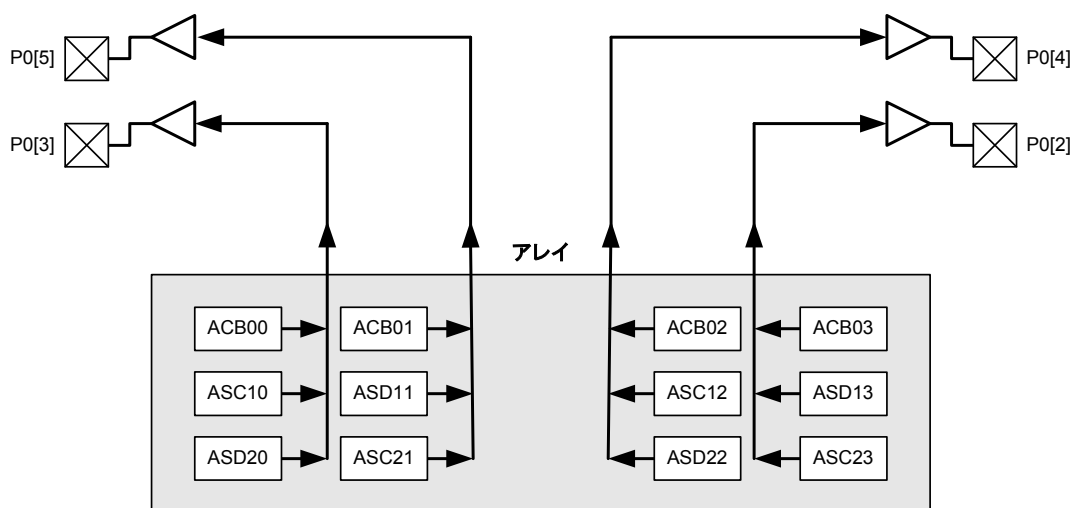 P0[5]
P0[4]
P0[3]
P0[2]
アレイ
ACB00
ACB01
ACB02
ACB03
ASC10
ASD11
ASC12
ASD13
ASD20
ASC21
ASD22
ASC23